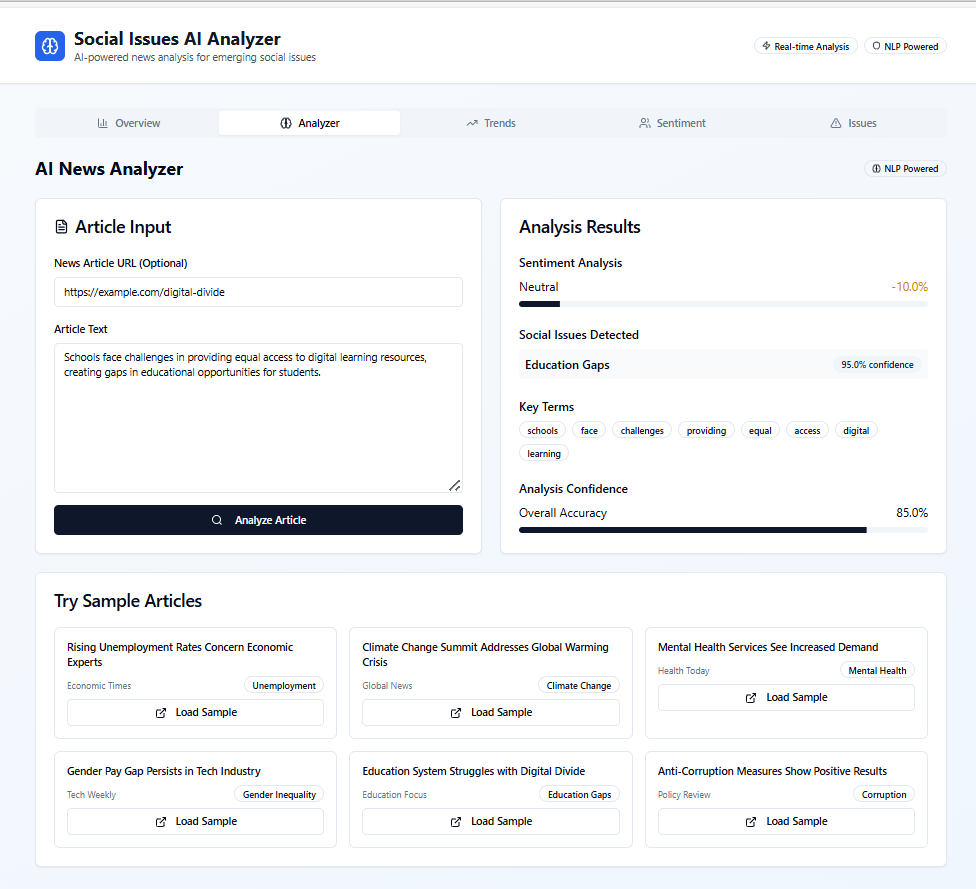 Social Issues AI Analyzer
AI-powered news analysis for emerging social issues
Real-time Analysis
NLP Powered
Overview
Analyzer
Trends
Sentiment
Issues
AI News Analyzer
NLP Powered
Article Input
News Article URL (Optional)
https://example.com/digital-divide
Article Text
Schools face challenges in providing equal access to digital learning resources,
creating gaps in educational opportunities for students.
Analyze Article
Analysis Results
Sentiment Analysis
Neutral
-10.0%
Social Issues Detected
Education Gaps
95.0% confidence
Key Terms
schools
face
challenges
providing
equal
access
digital
learning
Analysis Confidence
Overall Accuracy
85.0%
Try Sample Articles
Rising Unemployment Rates Concern Economic
Experts
Economic Times
Unemployment
Load Sample
Climate Change Summit Addresses Global Warming
Crisis
Global News
Climate Change
Load Sample
Mental Health Services See Increased Demand
Health Today
Mental Health
Load Sample
Gender Pay Gap Persists in Tech Industry
Tech Weekly
Gender Inequality
Load Sample
Education System Struggles with Digital Divide
Education Focus
Education Gaps
Load Sample
Anti-Corruption Measures Show Positive Results
Policy Review
Corruption
Load Sample